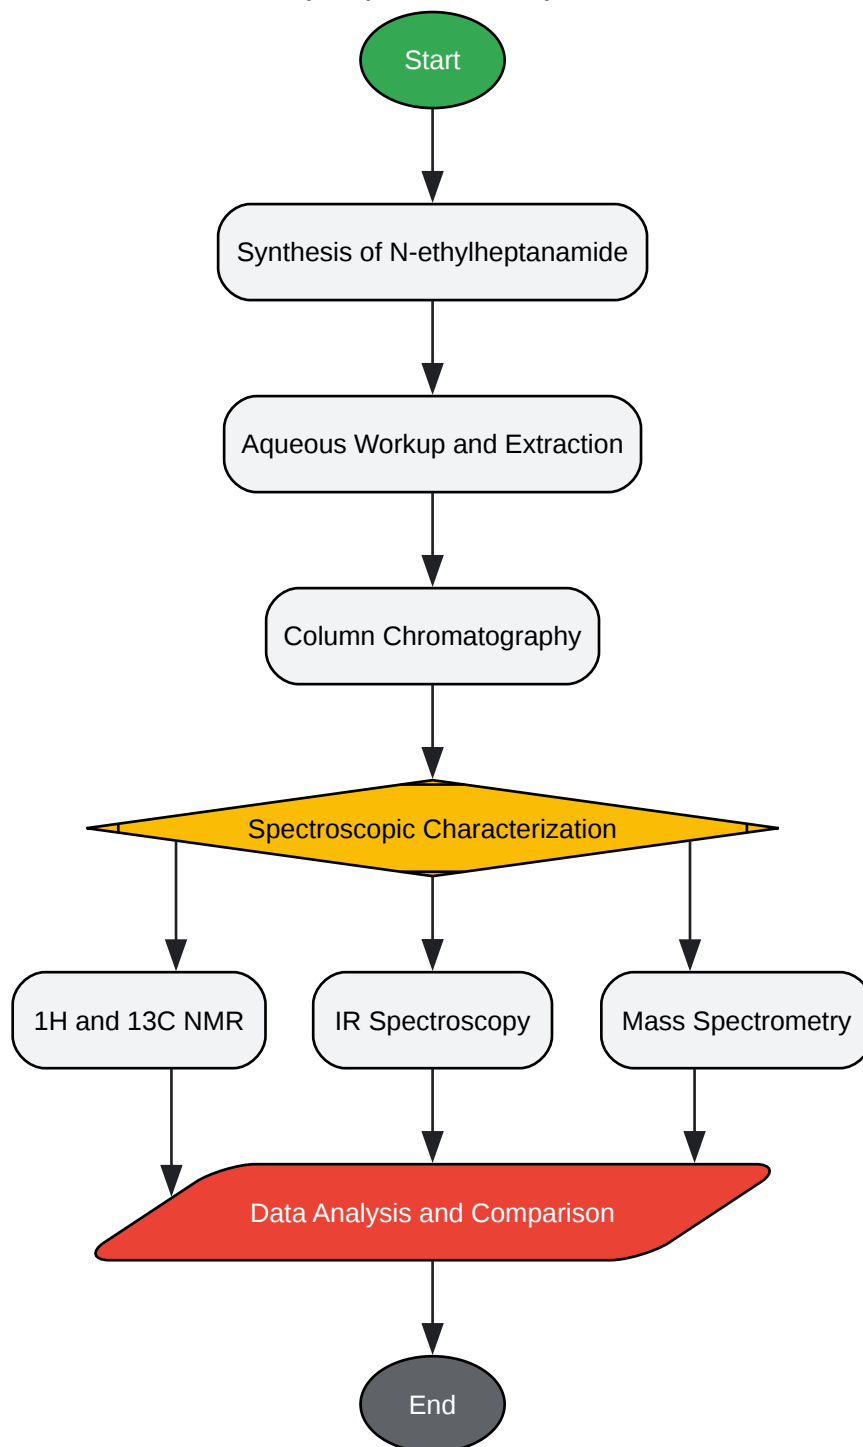 Start
Synthesis of N-ethylheptanamide
Aqueous Workup and Extraction
Column Chromatography
Spectroscopic Characterization
1H and 13C NMR
IR Spectroscopy
Mass Spectrometry
Data Analysis and Comparison
End